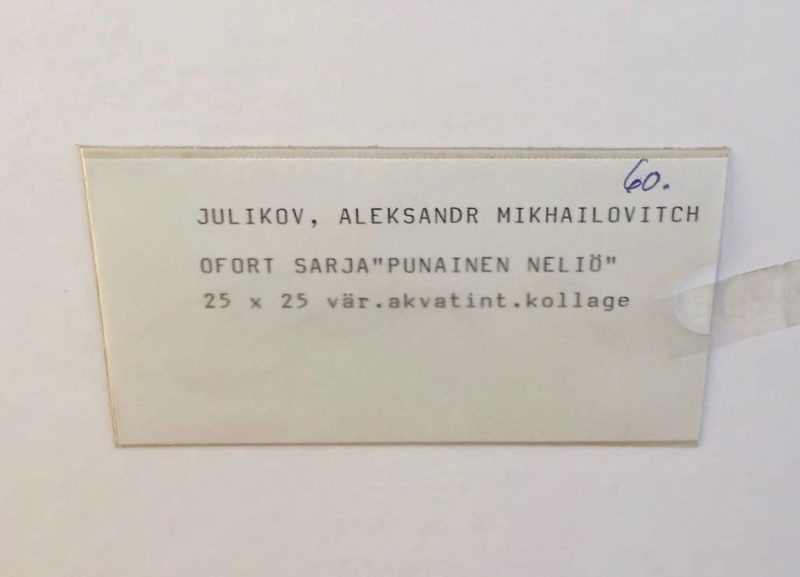 60.
JULIKOV, ALEKSANDR MIKHAILOVITCH
OFORT SARJA"PUNAINEN NELIÖ"
25 x 25 vär.akvatint.kollage